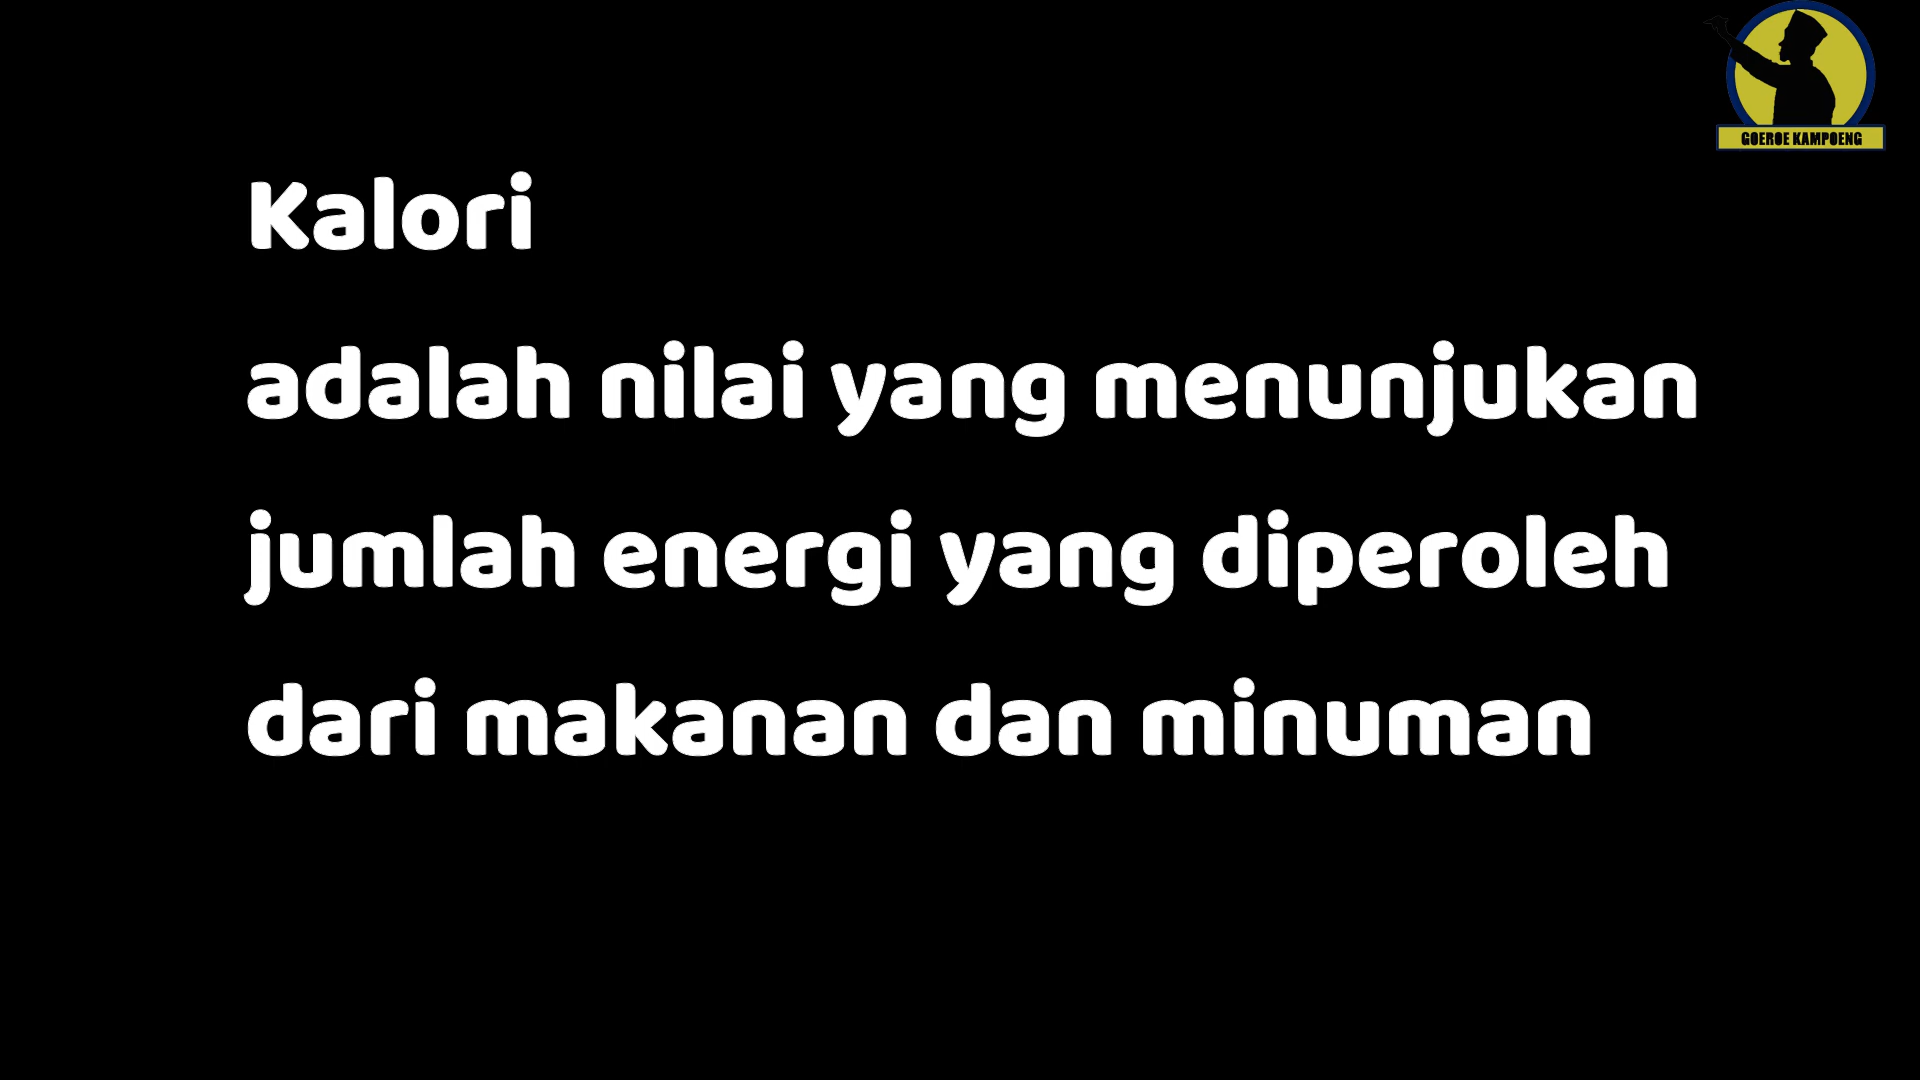 GOEROE KAMPOENG
Kalori
adalah nilai yang menunjukan
jumlah energi yang diperoleh
dari makanan dan minuman